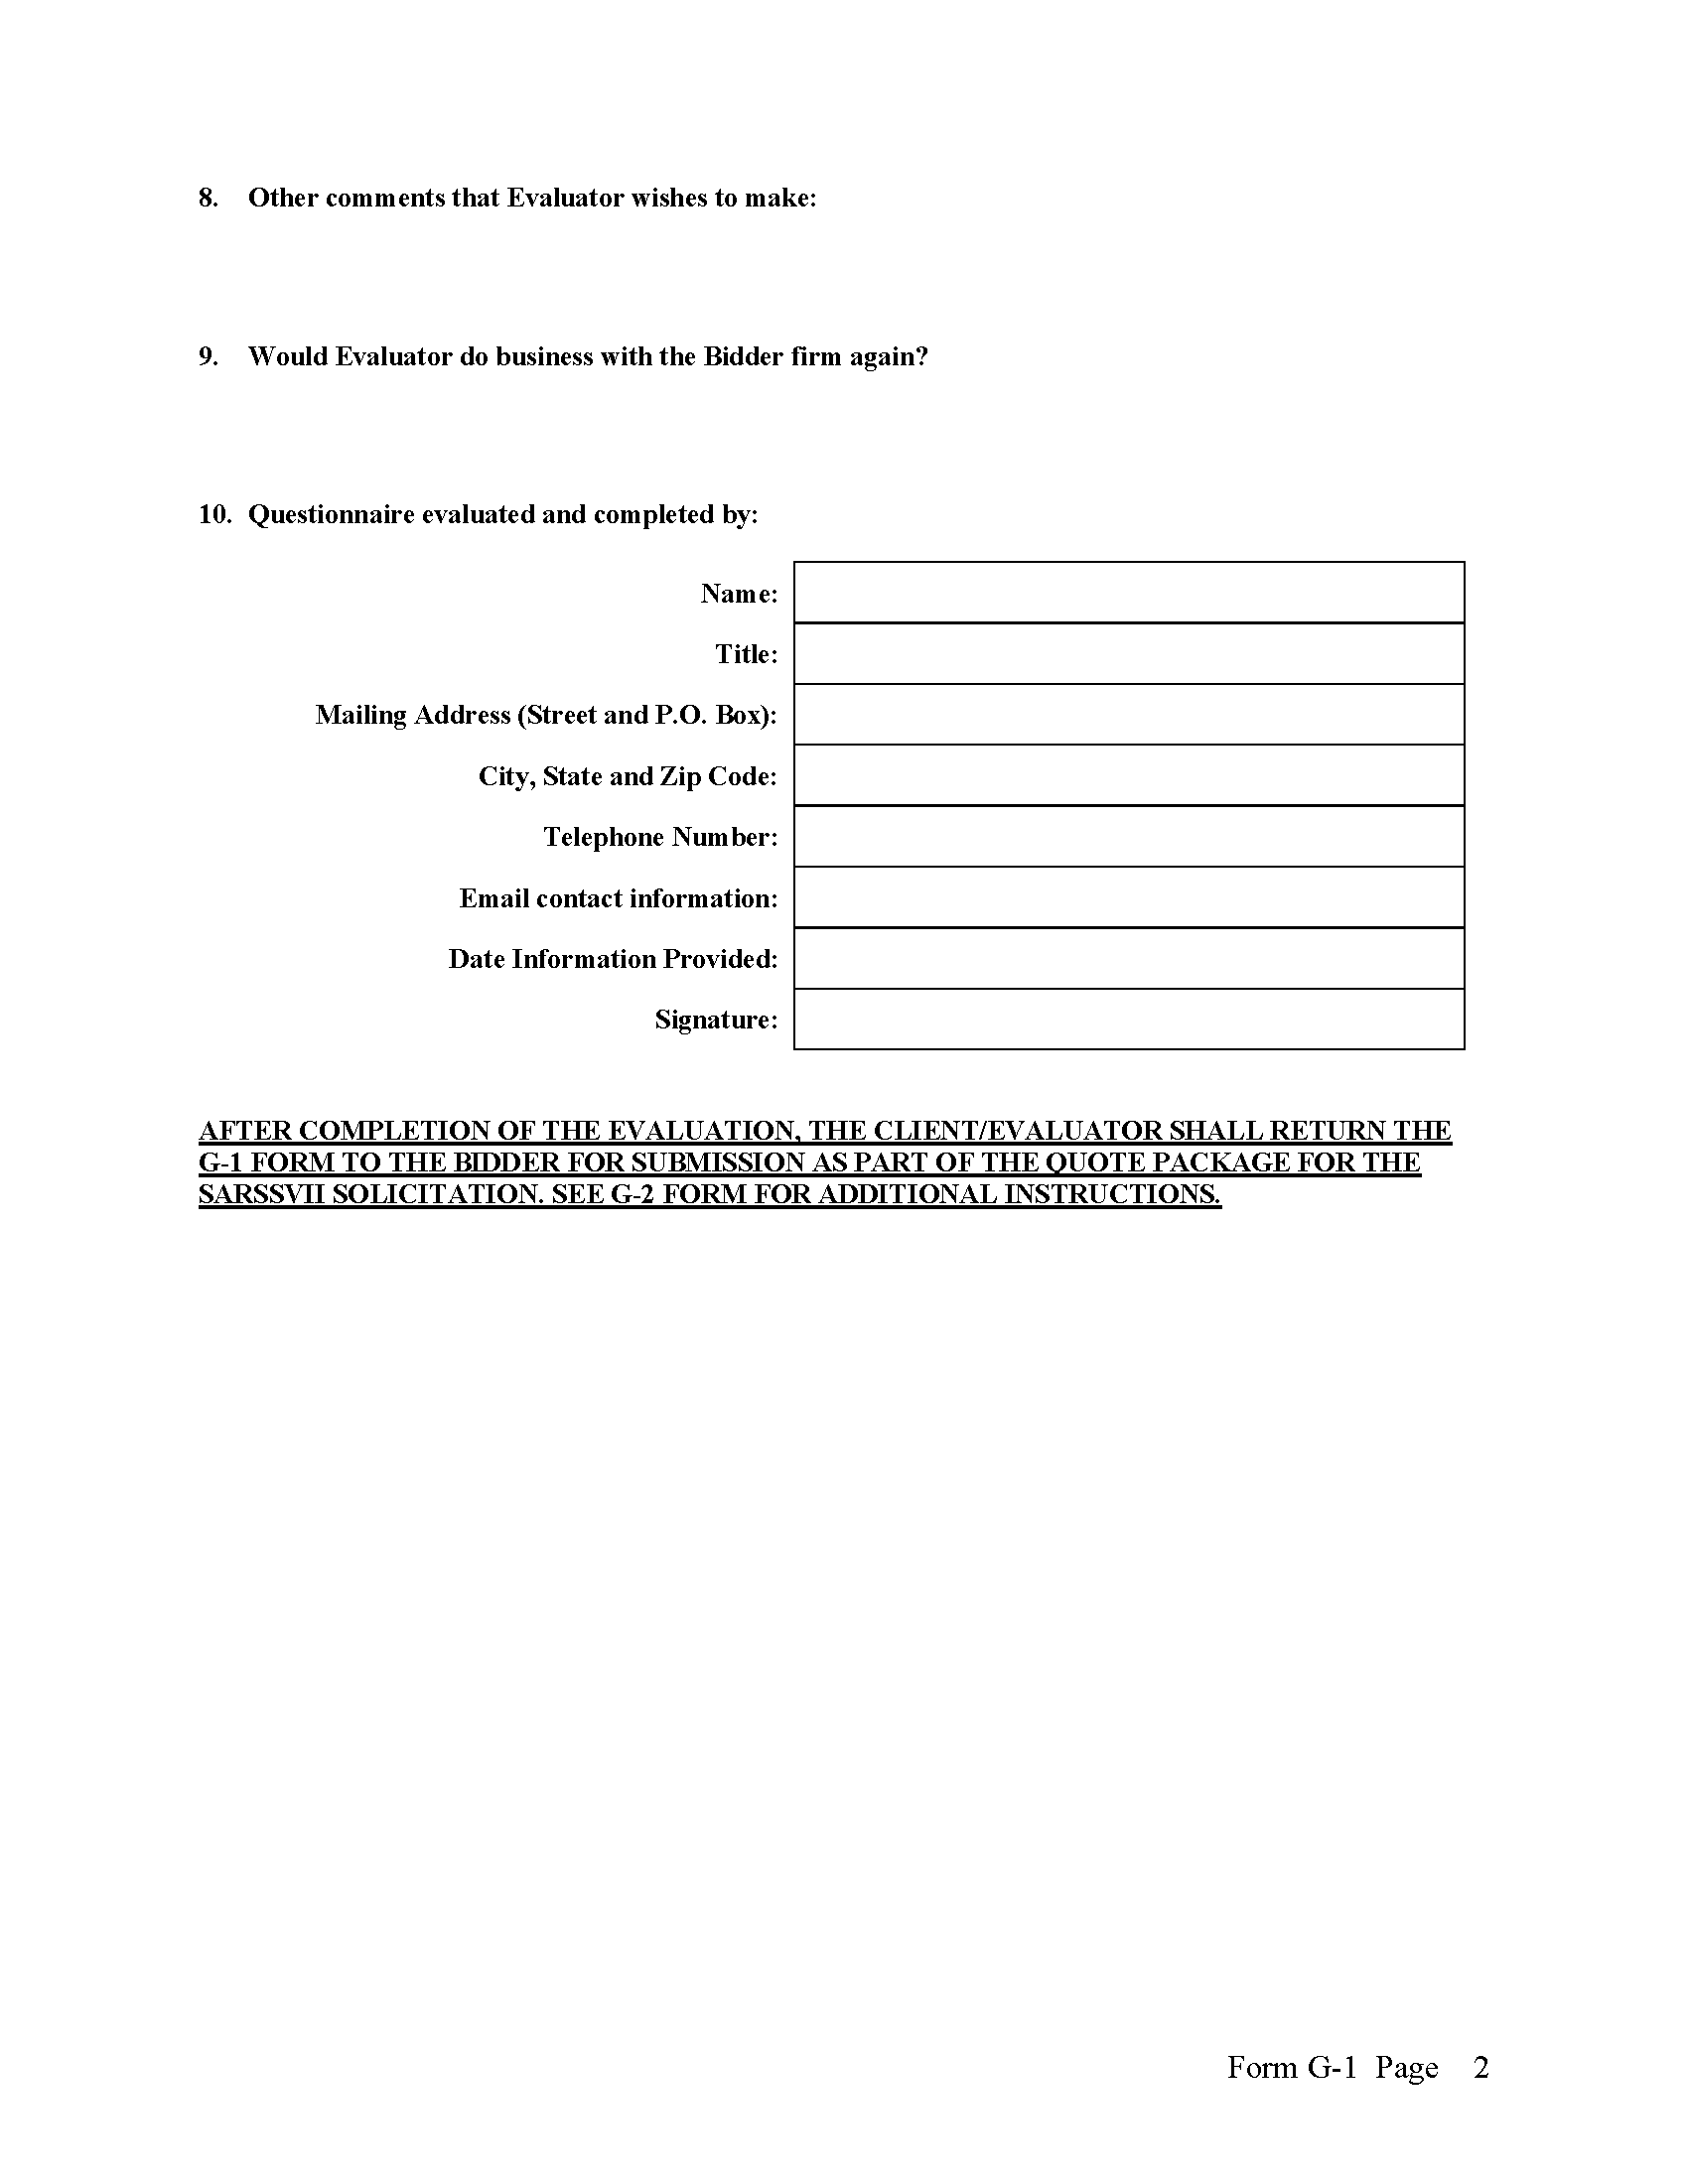 8. Other comments that Evaluator wishes to make:
9. Would Evaluator do business with the Bidder firm again?
10. Questionnaire evaluated and completed by:
Name:
Title:
Mailing Address (Street and P.O. Box):
City, State and Zip Code:
Telephone Number:
Email contact information:
Date Information Provided:
Signature:
AFTER COMPLETION OF THE EVALUATION, THE CLIENT/EVALUATOR SHALL RETURN THE
G-1 FORM TO THE BIDDER FOR SUBMISSION AS PART OF THE QUOTE PACKAGE FOR THE
SARSSVII SOLICITATION. SEE G-2 FORM FOR ADDITIONAL INSTRUCTIONS.
Form G-1 Page 2